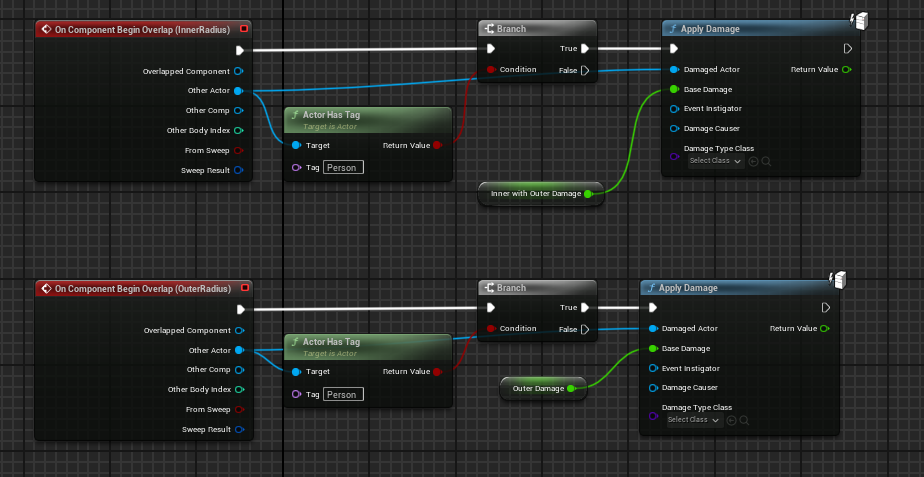 On Component Begin Overlap (InnerRadius)
Overlapped Component
Other Actor
Other Comp
Other Body Index
From Sweep
Sweep Result
Actor Has Tag
Target is Actor
Target Return Value
Tag Person
Branch
True
Condition False
Inner with Outer Damage
Apply Damage
Damaged Actor Return Value
Base Damage
Event Instigator
Damage Causer
Damage Type Class
Select Class
On Component Begin Overlap (OuterRadius)
Overlapped Component
Other Actor
Other Comp
Other Body Index
From Sweep
Sweep Result
Actor Has Tag
Target is Actor
Target Return Value
Tag Person
Branch
True
Condition False
Outer Damage
Apply Damage
Damaged Actor Return Value
Base Damage
Event Instigator
Damage Causer
Damage Type Class
Select Class